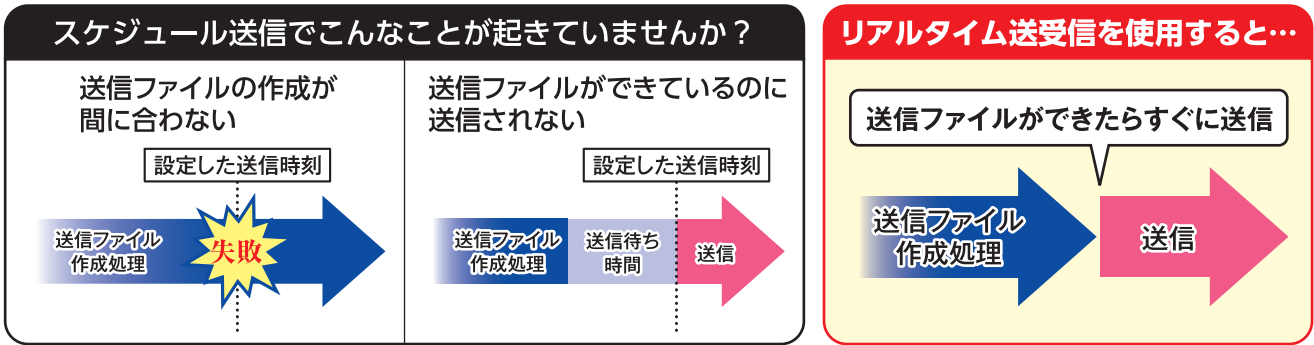 スケジュール送信でこんなことが起きていませんか？
送信ファイルの作成が
間に合わない
設定した送信時刻
送信ファイル
作成処理
失敗
送信ファイルができているのに
送信されない
設定した送信時刻
送信ファイル
作成処理
送信待ち
時間
送信
リアルタイム送受信を使用すると…
送信ファイルができたらすぐに送信
送信ファイル
作成処理
送信